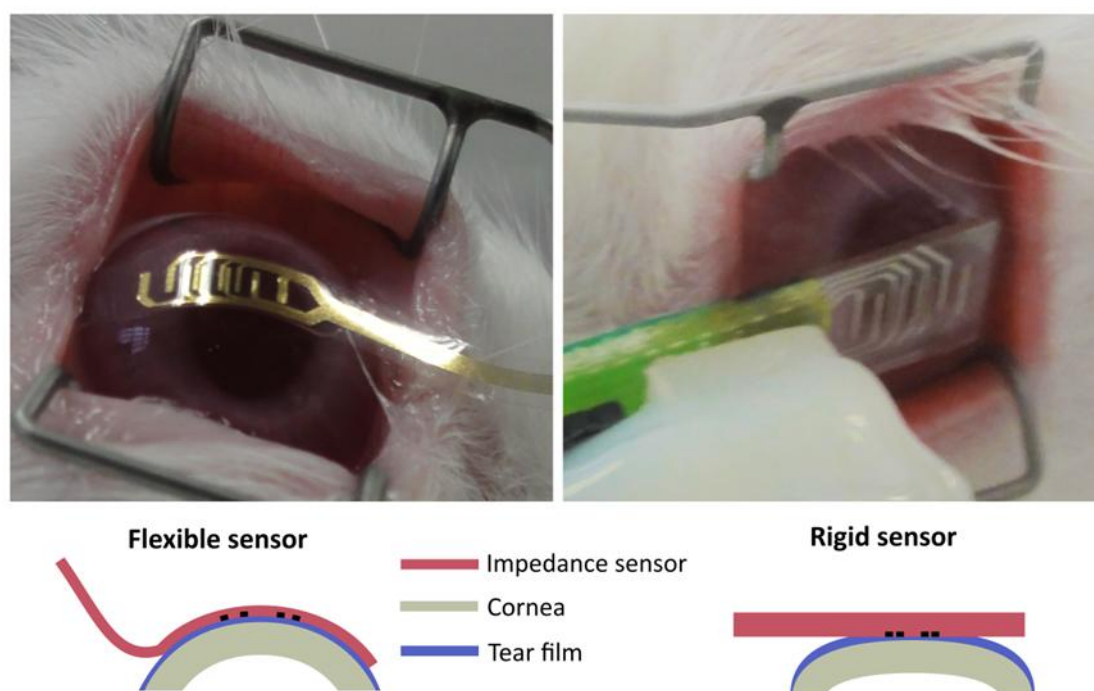 Flexible sensor
Rigid sensor
Impedance sensor
Cornea
Tear film